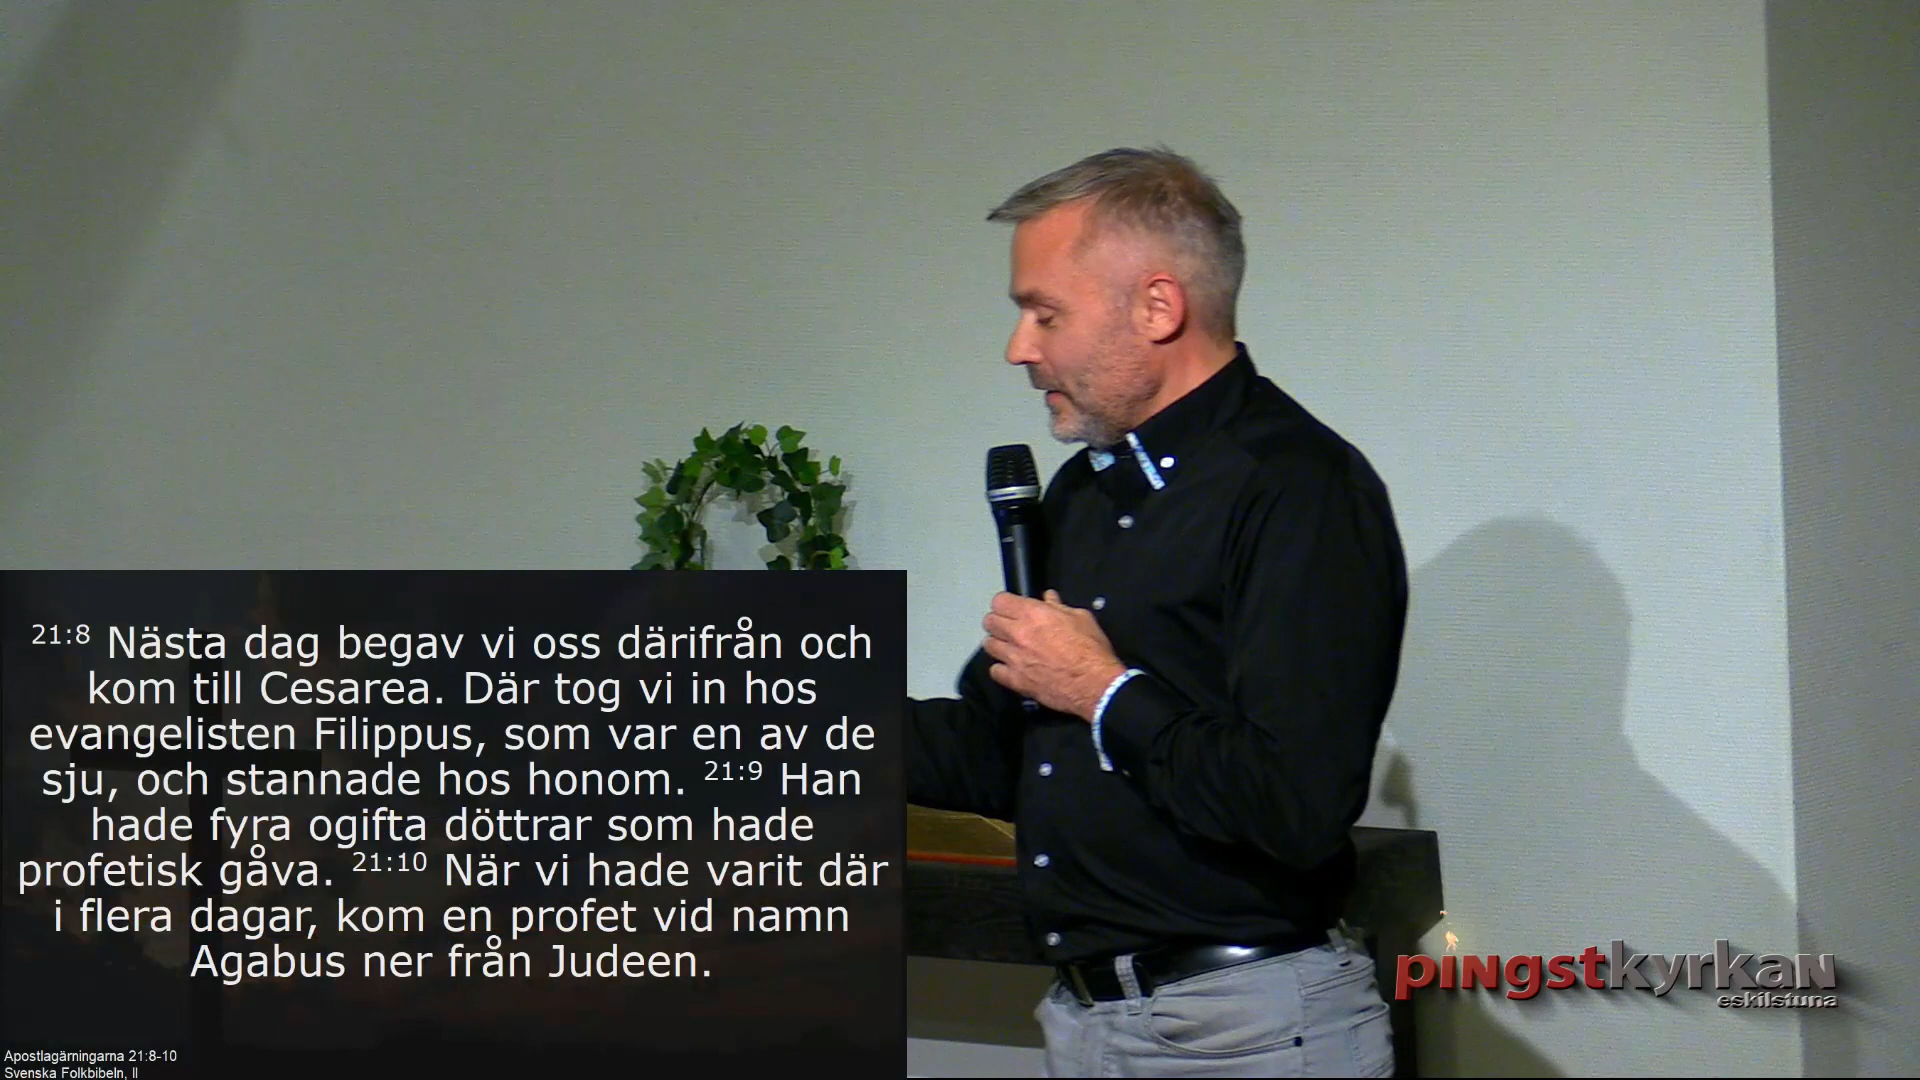 21:8 Nästa dag begav vi oss därifrån och
kom till Cesarea. Där tog vi in hos
evangelisten Filippus, som var en av de
sju, och stannade hos honom. 21:9 Han
hade fyra ogifta döttrar som hade
profetisk gåva. 21:10 När vi hade varit där
i flera dagar, kom en profet vid namn
Agabus ner från Judeen.
Apostlagärningarna 21:8-10
Svenska Folkbibeln, II
pingstkyrkan
eskilstuna